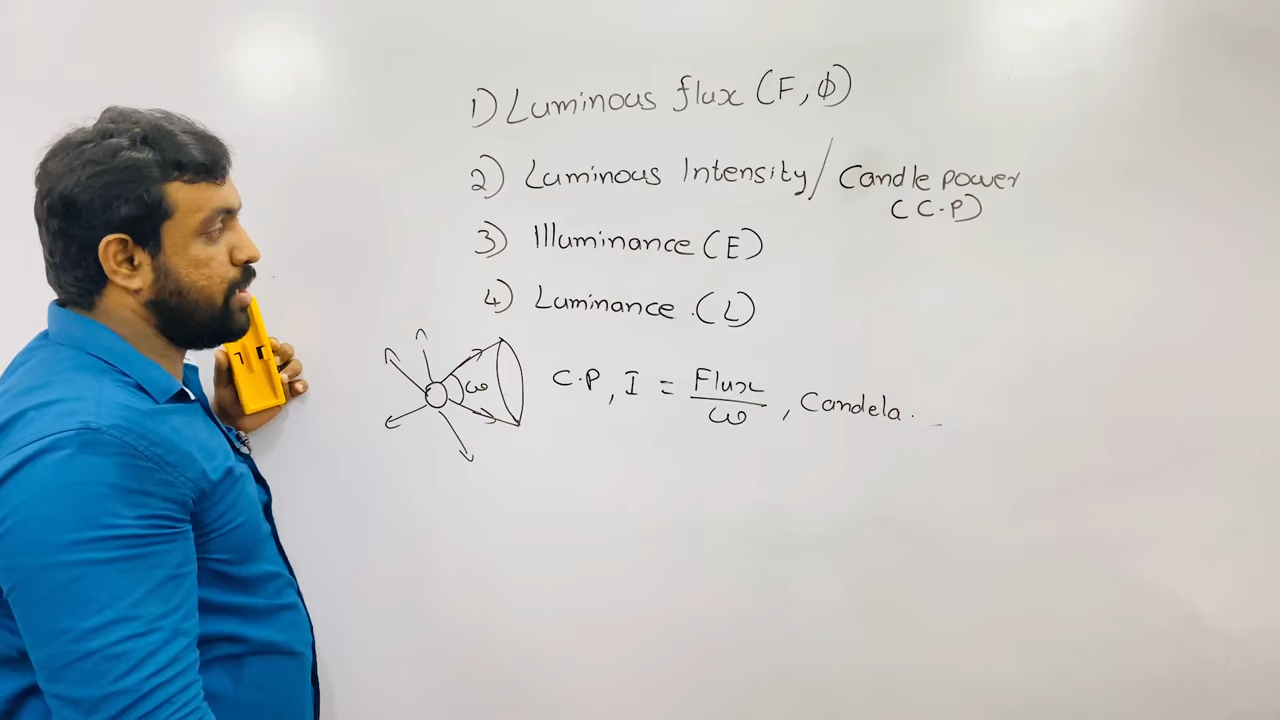 1) Luminous flux (F, Φ)
2) Luminous Intensity/ Candle power
(C.P)
3) Illuminance (E)
4) Luminance. (L)
ω
C.P, I = Flux/ω, Candela.